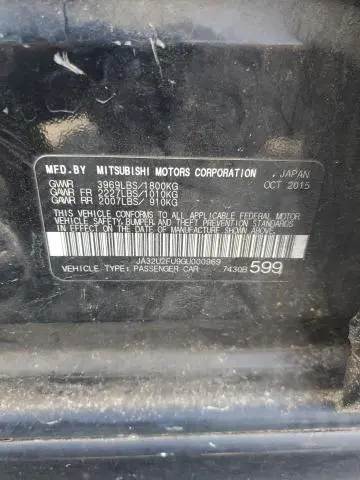 MFD.BY MITSUBISHI MOTORS CORPORATION, JAPAN
GVWR 3969LBS/1800KG OCT 2015
GAWR FR 2227LBS/1010KG
GAWR RR 2007LBS/ 910KG
THIS VEHICLE CONFORMS TO ALL APPLICABLE FEDERAL MOTOR
VEHICLE SAFETY, BUMPER AND THEFT PREVENTION STANDARDS
IN EFFECT ON THE DATE OF MANUFACTURE SHOWN ABOVE.
JA32U2FU9GU000969
VEHICLE TYPE: PASSENGER CAR 7430B 599